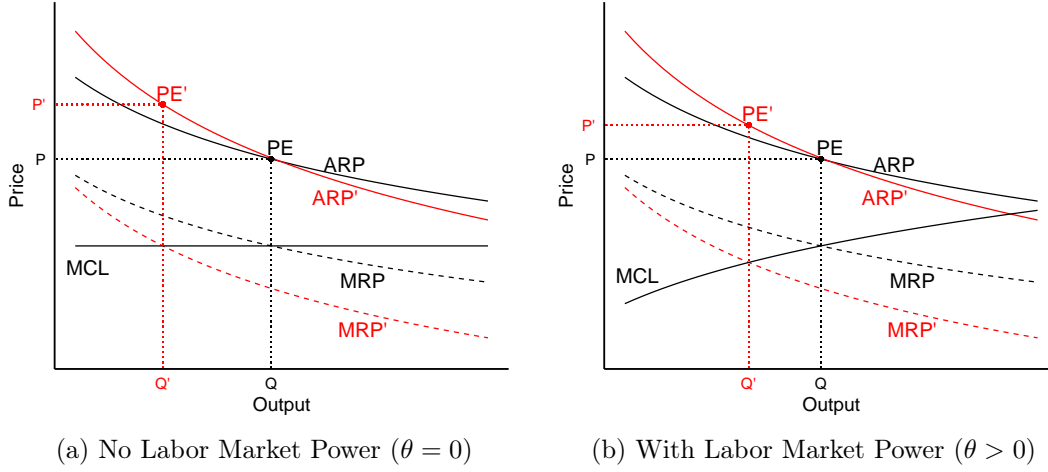 PE'
P'
PE
P
ARP
ARP'
MCL
MRP
MRP'
Q'
Q
Price
Output
(a) No Labor Market Power (θ = 0)
PE'
P'
PE
P
ARP
ARP'
MCL
MRP
MRP'
Q'
Q
Price
Output
(b) With Labor Market Power (θ > 0)